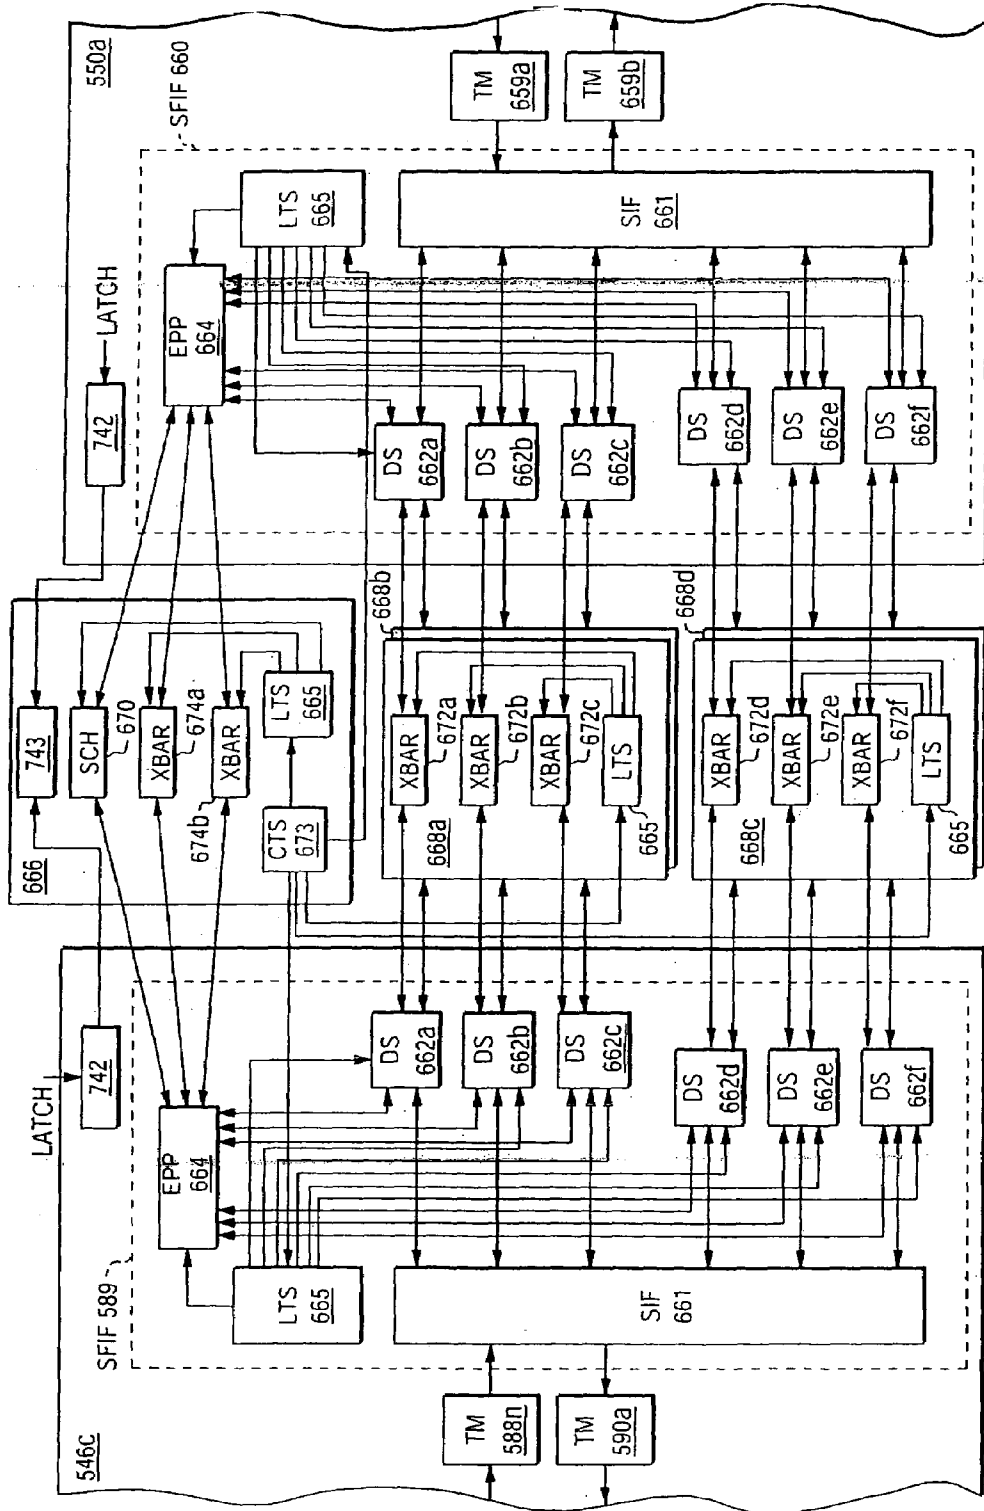 550a
SFIF 660
TM
659a
TM
659b
LTS
665
SIF
661
LATCH
742
EPP
664
DS
662a
DS
662b
DS
662c
DS
662d
DS
662e
DS
662f
668b
668d
743
SCH
670
XBAR
674a
XBAR
674b
LTS
665
CTS
673
666
XBAR
672a
XBAR
672b
XBAR
672c
LTS
665
668a
XBAR
672d
XBAR
672e
XBAR
672f
LTS
665
668c
LATCH
742
EPP
664
DS
662a
DS
662b
DS
662c
DS
662d
DS
662e
DS
662f
SFIF 589
LTS
665
SIF
661
TM
588n
TM
590a
546c